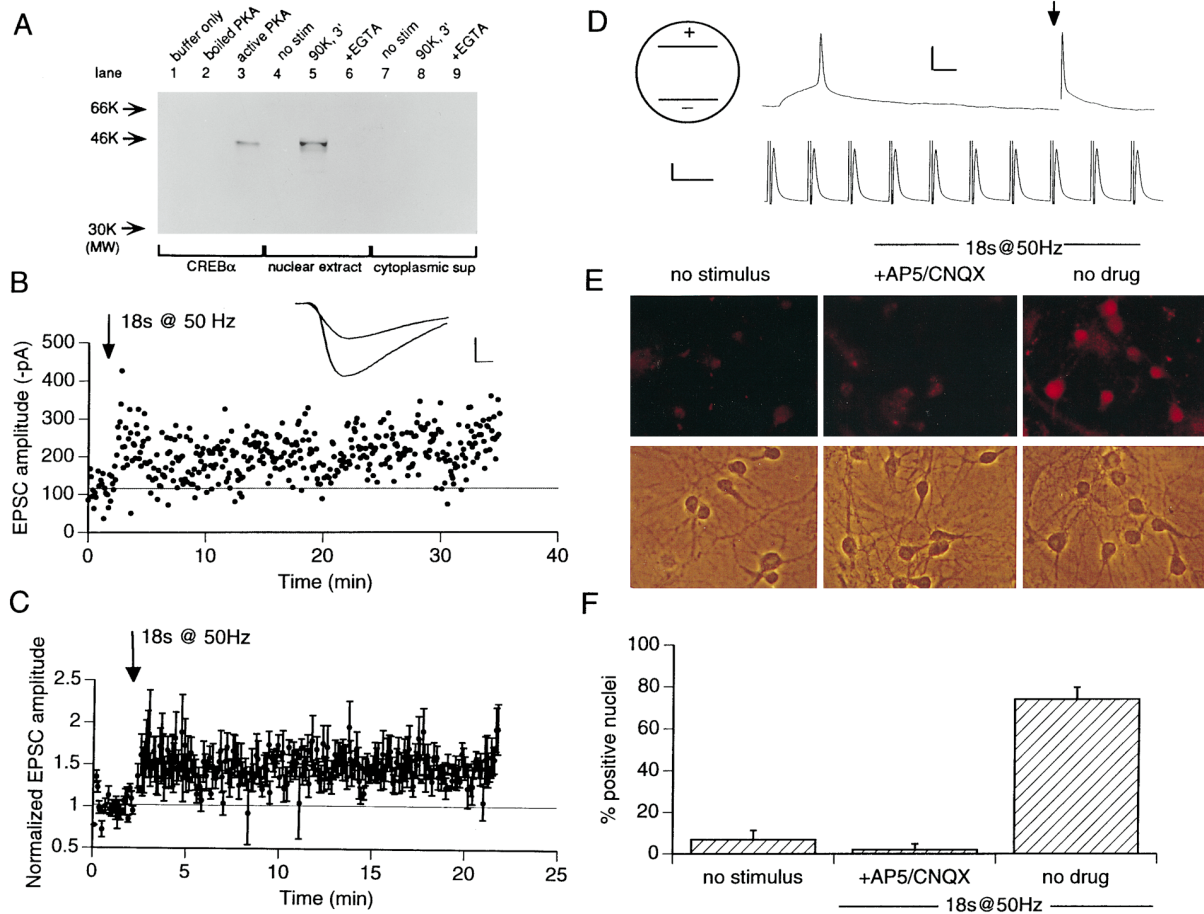 A
lane
buffer only
boiled PKA
active PKA
no stim
90K, 3'
+EGTA
no stim
90K, 3'
+EGTA
1 2 3 4 5 6 7 8 9
66K
46K
30K
(MW)
CREBα
nuclear extract
cytoplasmic sup
B
18s @ 50 Hz
EPSC amplitude (-pA)
500
400
300
200
100
0
0 10 20 30 40
Time (min)
C
18s @ 50Hz
Normalized EPSC amplitude
2.5
2
1.5
1
0.5
0 5 10 15 20 25
Time (min)
D
+
–
E
18s@50Hz
no stimulus
+AP5/CNQX
no drug
F
% positive nuclei
100
80
60
40
20
0
no stimulus
+AP5/CNQX
no drug
18s@50Hz